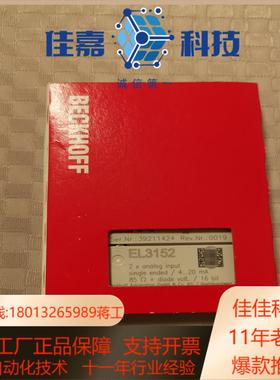 佳嘉 科技
诚信第一
BECKHOFF
Ser.Nr.: 39211424 Rev.Nr.: 0019
EL3152
2 x analog input
single ended / 4...20 mA
85 Ω + diode volt. / 16 bit
线:18013265989蒋工
佳佳科
工厂正品保障 支持开票
11年老
自动化技术 十一年行业经验
爆款抢